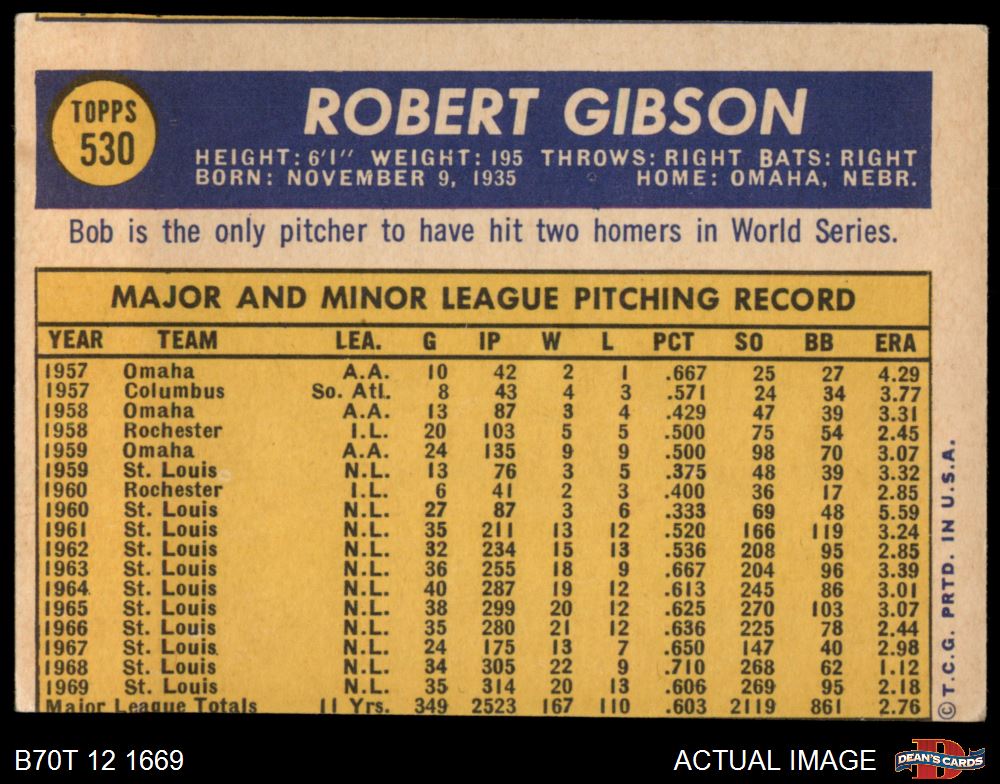 TOPPS
530
ROBERT GIBSON
HEIGHT: 6'1" WEIGHT: 195 THROWS: RIGHT BATS: RIGHT
BORN: NOVEMBER 9, 1935 HOME: OMAHA, NEBR.
Bob is the only pitcher to have hit two homers in World Series.
MAJOR AND MINOR LEAGUE PITCHING RECORD
YEAR TEAM LEA. G IP W L PCT SO BB ERA
1957 Omaha A.A. 10 42 2 1 .667 25 27 4.29
1957 Columbus So. Atl. 8 43 4 3 .571 24 34 3.77
1958 Omaha A.A. 13 87 3 4 .429 47 39 3.31
1958 Rochester I.L. 20 103 5 5 .500 75 54 2.45
1959 Omaha A.A. 24 135 9 9 .500 98 70 3.07
1959 St. Louis N.L. 13 76 3 5 .375 48 39 3.32
1960 Rochester I.L. 6 41 2 3 .400 36 17 2.85
1960 St. Louis N.L. 27 87 3 6 .333 69 48 5.59
1961 St. Louis N.L. 35 211 13 12 .520 166 119 3.24
1962 St. Louis N.L. 32 234 15 13 .536 208 95 2.85
1963 St. Louis N.L. 36 255 18 9 .667 204 96 3.39
1964 St. Louis N.L. 40 287 19 12 .613 245 86 3.01
1965 St. Louis N.L. 38 299 20 12 .625 270 103 3.07
1966 St. Louis N.L. 35 280 21 12 .636 225 78 2.44
1967 St. Louis N.L. 24 175 13 7 .650 147 40 2.98
1968 St. Louis N.L. 34 305 22 9 .710 268 62 1.12
1969 St. Louis N.L. 35 314 20 13 .606 269 95 2.18
Major League Totals 11 Yrs. 349 2523 167 110 .603 2119 861 2.76
© T.C.G. PRTD. IN U.S.A.
B70T 12 1669
ACTUAL IMAGE
DEAN'S CARDS